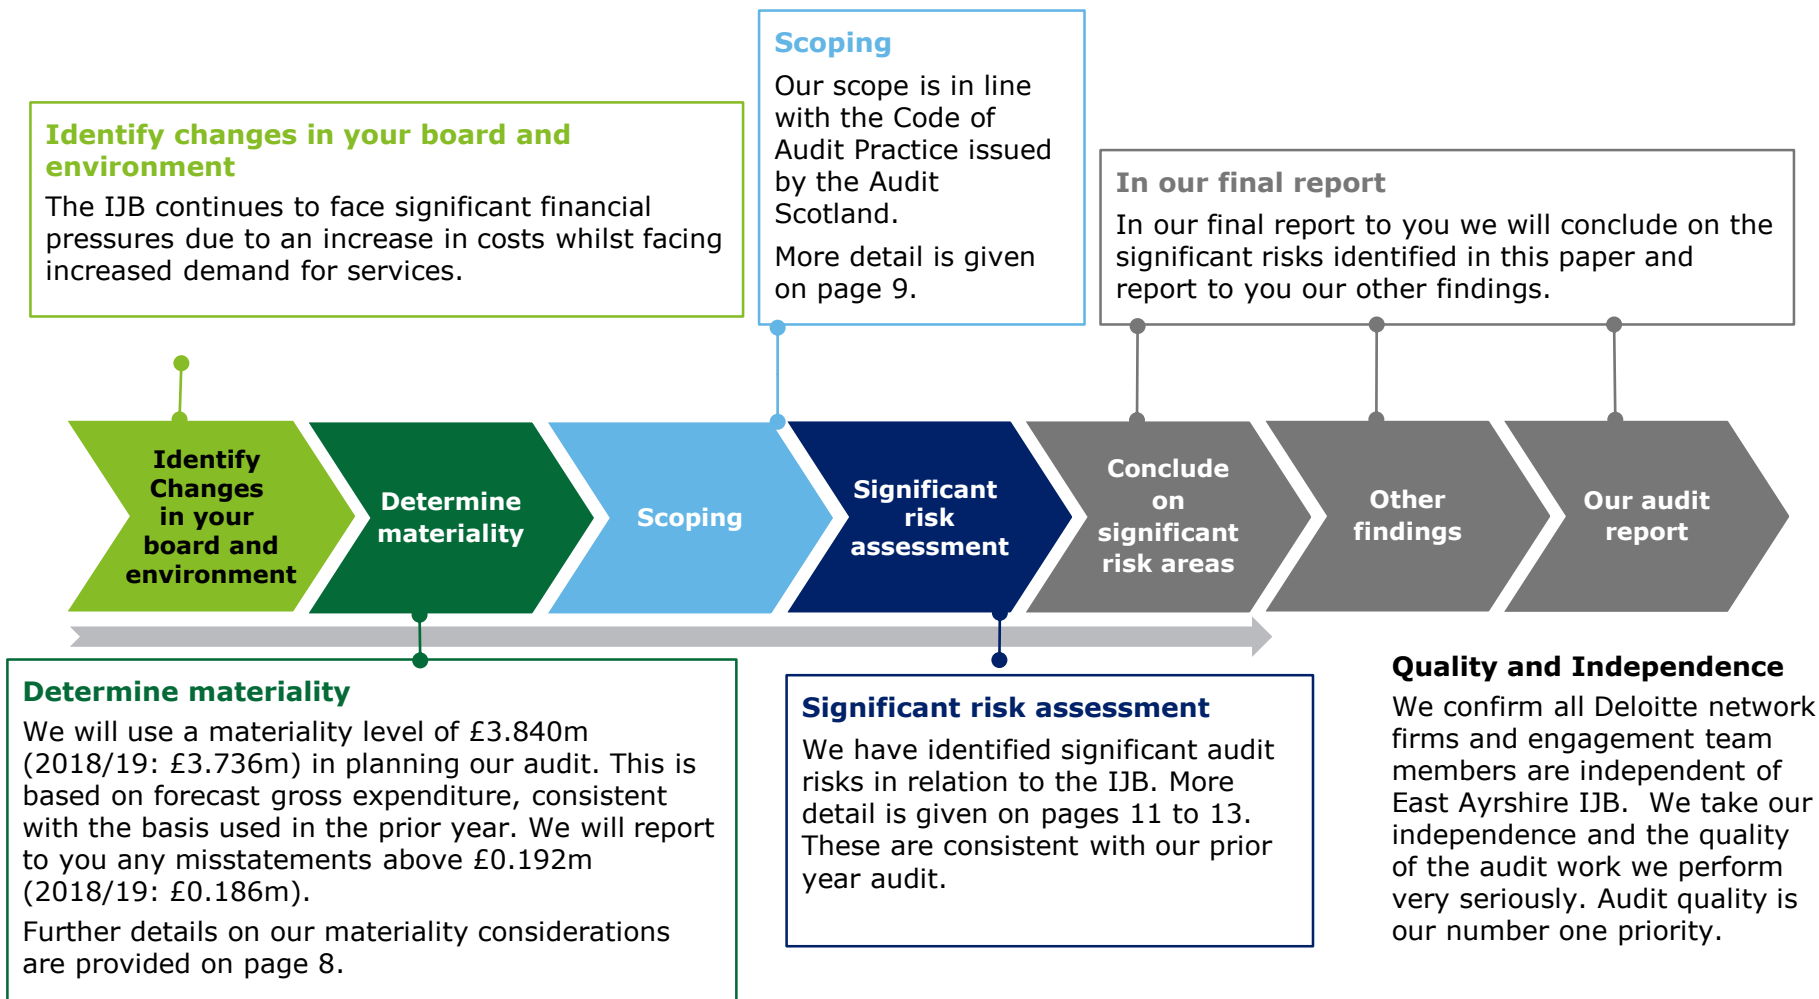 Scoping
Our scope is in line
with the Code of
Audit Practice issued
by the Audit
Scotland.
More detail is given
on page 9.
Identify changes in your board and
environment
The IJB continues to face significant financial
pressures due to an increase in costs whilst facing
increased demand for services.
In our final report
In our final report to you we will conclude on the
significant risks identified in this paper and
report to you our other findings.
Identify
Changes
in your
board and
environment
Determine
materiality
Scoping
Significant
risk
assessment
Conclude
on
significant
risk areas
Other
findings
Our audit
report
Determine materiality
We will use a materiality level of £3.840m
(2018/19: £3.736m) in planning our audit. This is
based on forecast gross expenditure, consistent
with the basis used in the prior year. We will report
to you any misstatements above £0.192m
(2018/19: £0.186m).
Further details on our materiality considerations
are provided on page 8.
Significant risk assessment
We have identified significant audit
risks in relation to the IJB. More
detail is given on pages 11 to 13.
These are consistent with our prior
year audit.
Quality and Independence
We confirm all Deloitte network
firms and engagement team
members are independent of
East Ayrshire IJB.  We take our
independence and the quality
of the audit work we perform
very seriously. Audit quality is
our number one priority.